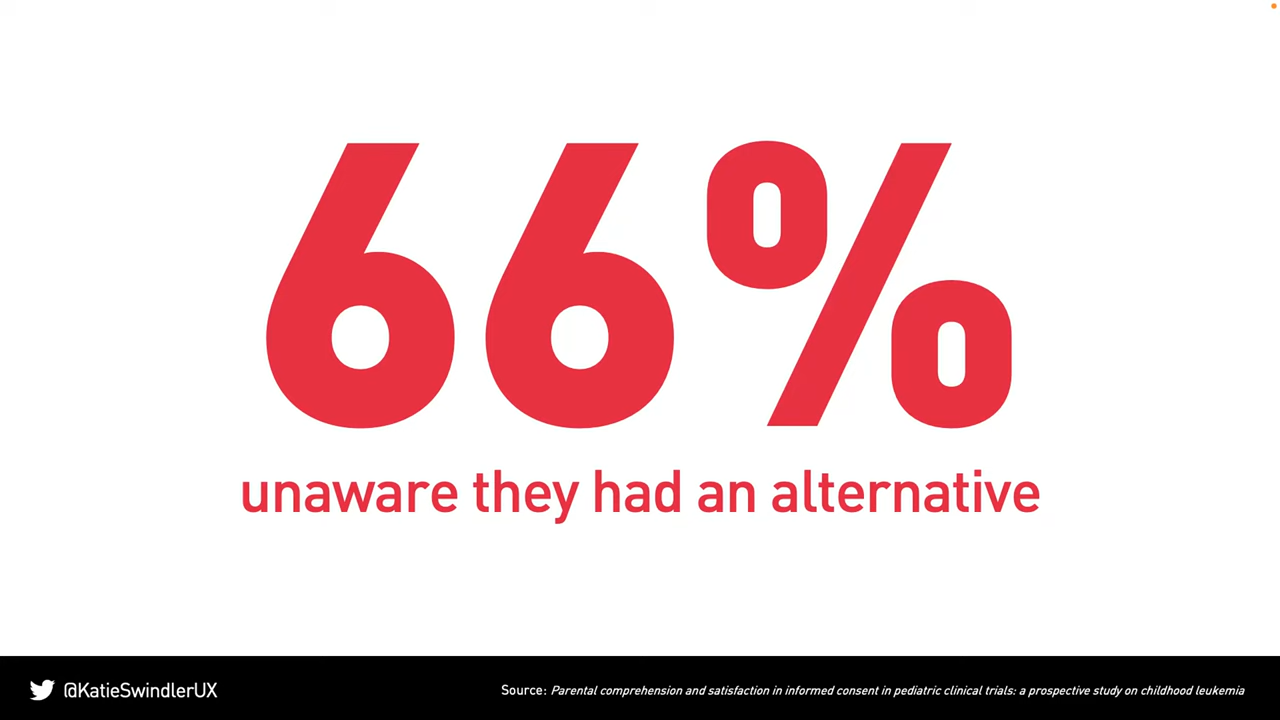 66%
unaware they had an alternative
@KatieSwindlerUX
Source: Parental comprehension and satisfaction in informed consent in pediatric clinical trials: a prospective study on childhood leukemia